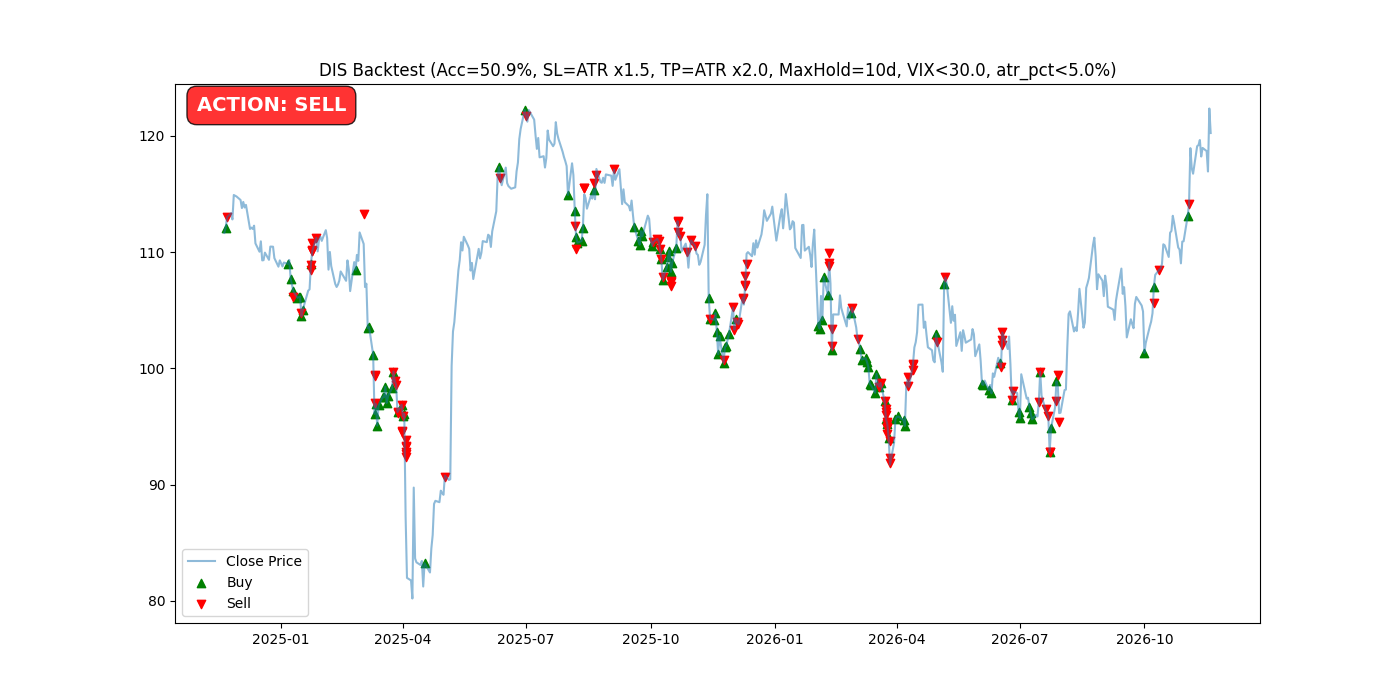 DIS Backtest (Acc=50.9%, SL=ATR x1.5, TP=ATR x2.0, MaxHold=10d, VIX<30.0, atr_pct<5.0%)
ACTION: SELL
120
110
100
90
80
Close Price
Buy
Sell
2025-01
2025-04
2025-07
2025-10
2026-01
2026-04
2026-07
2026-10